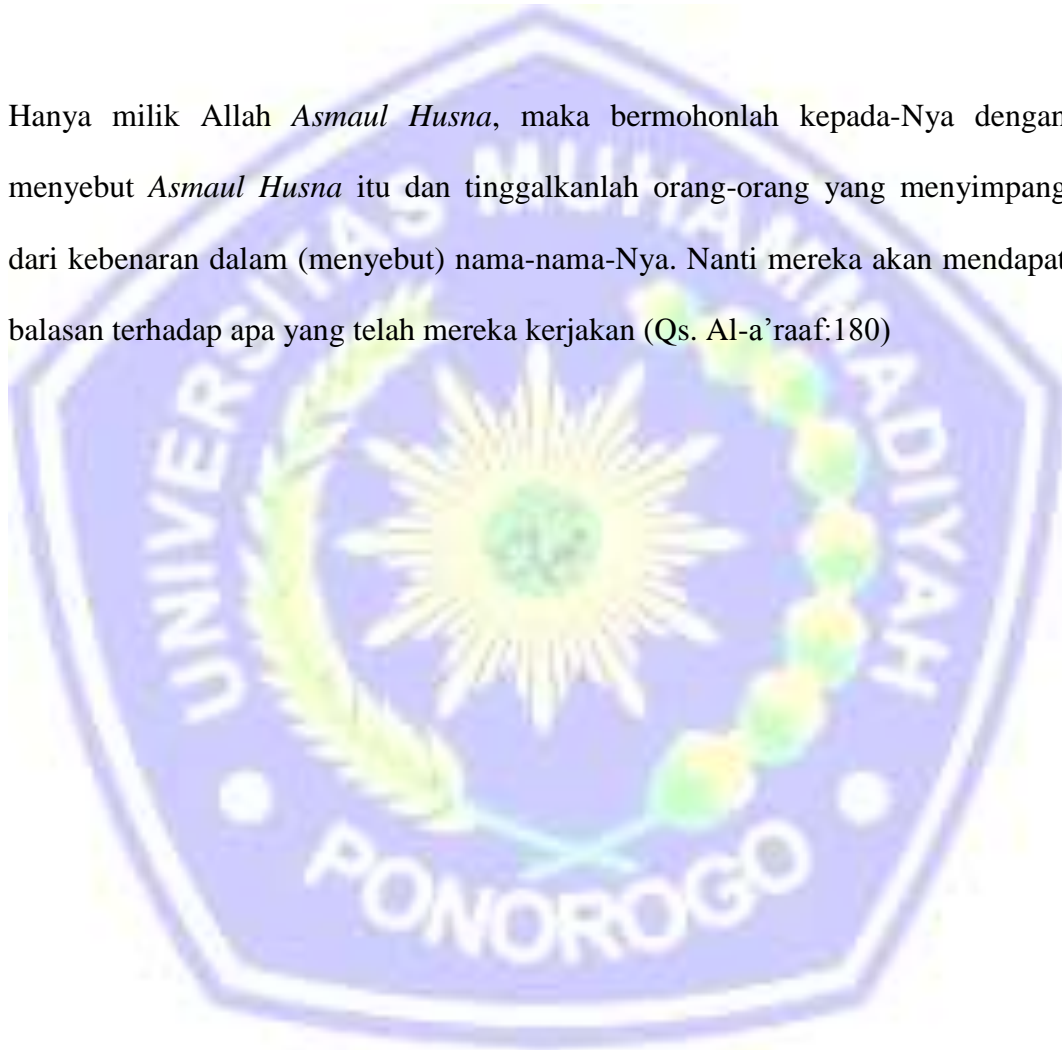 Hanya milik Allah Asmaul Husna, maka bermohonlah kepada-Nya dengan
menyebut Asmaul Husna itu dan tinggalkanlah orang-orang yang menyimpang
dari kebenaran dalam (menyebut) nama-nama-Nya. Nanti mereka akan mendapat
balasan terhadap apa yang telah mereka kerjakan (Qs. Al-a’raaf:180)
UNIVERSITAS MUHAMMADIYAH
PONOROGO